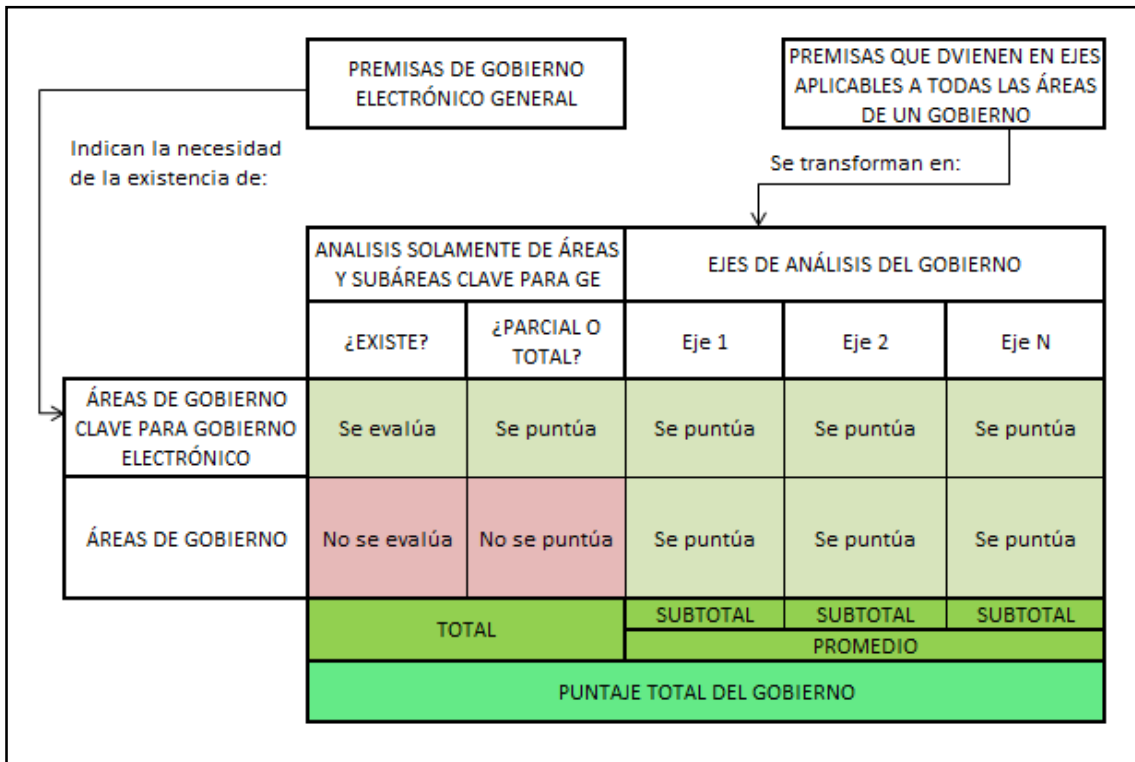 PREMISAS DE GOBIERNO
ELECTRÓNICO GENERAL
PREMISAS QUE DVIENEN EN EJES
APLICABLES A TODAS LAS ÁREAS
DE UN GOBIERNO
Indican la necesidad
de la existencia de:
Se transforman en:
ANALISIS SOLAMENTE DE ÁREAS
Y SUBÁREAS CLAVE PARA GE
EJES DE ANÁLISIS DEL GOBIERNO
¿EXISTE?
¿PARCIAL O
TOTAL?
Eje 1
Eje 2
Eje N
ÁREAS DE GOBIERNO
CLAVE PARA GOBIERNO
ELECTRÓNICO
Se evalúa
Se puntúa
Se puntúa
Se puntúa
Se puntúa
ÁREAS DE GOBIERNO
No se evalúa
No se puntúa
Se puntúa
Se puntúa
Se puntúa
TOTAL
SUBTOTAL
SUBTOTAL
SUBTOTAL
PROMEDIO
PUNTAJE TOTAL DEL GOBIERNO